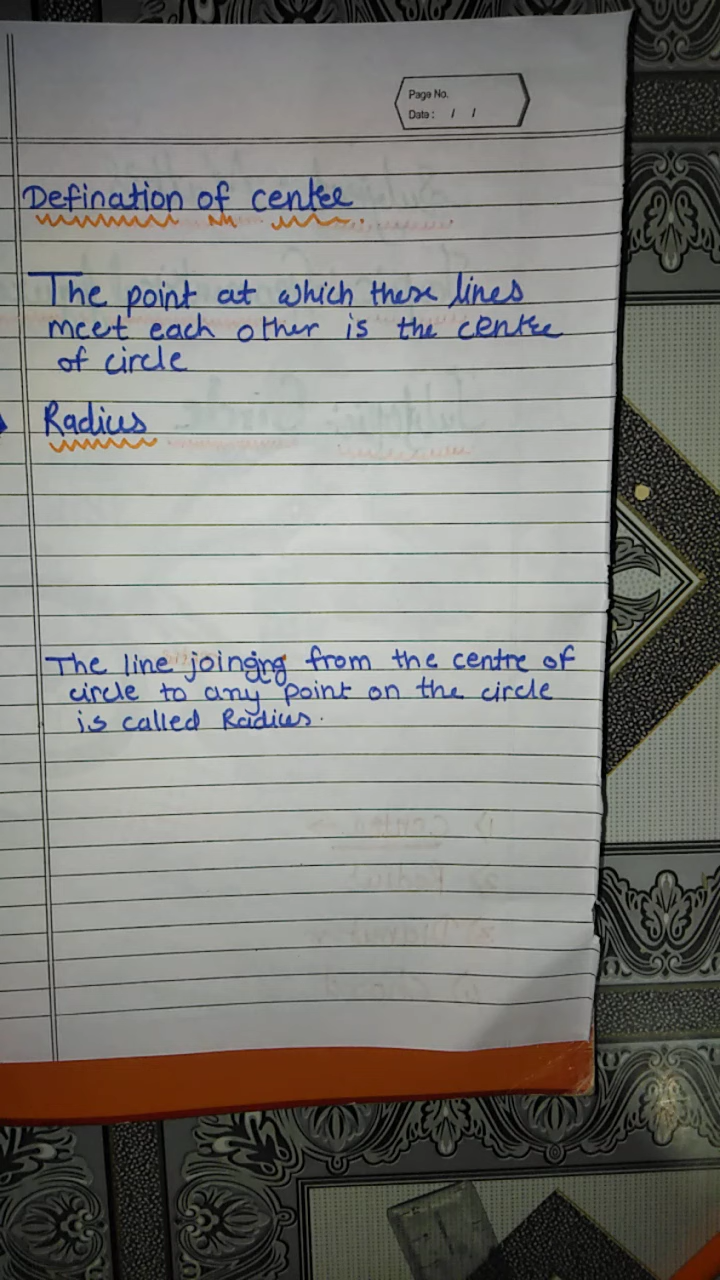 Page No.
Date: / /
Defination of centre
The point at which these lines
meet each other is the centre
of circle
Radius
The line joinging from the centre of
circle to any point on the circle
is called Radius.